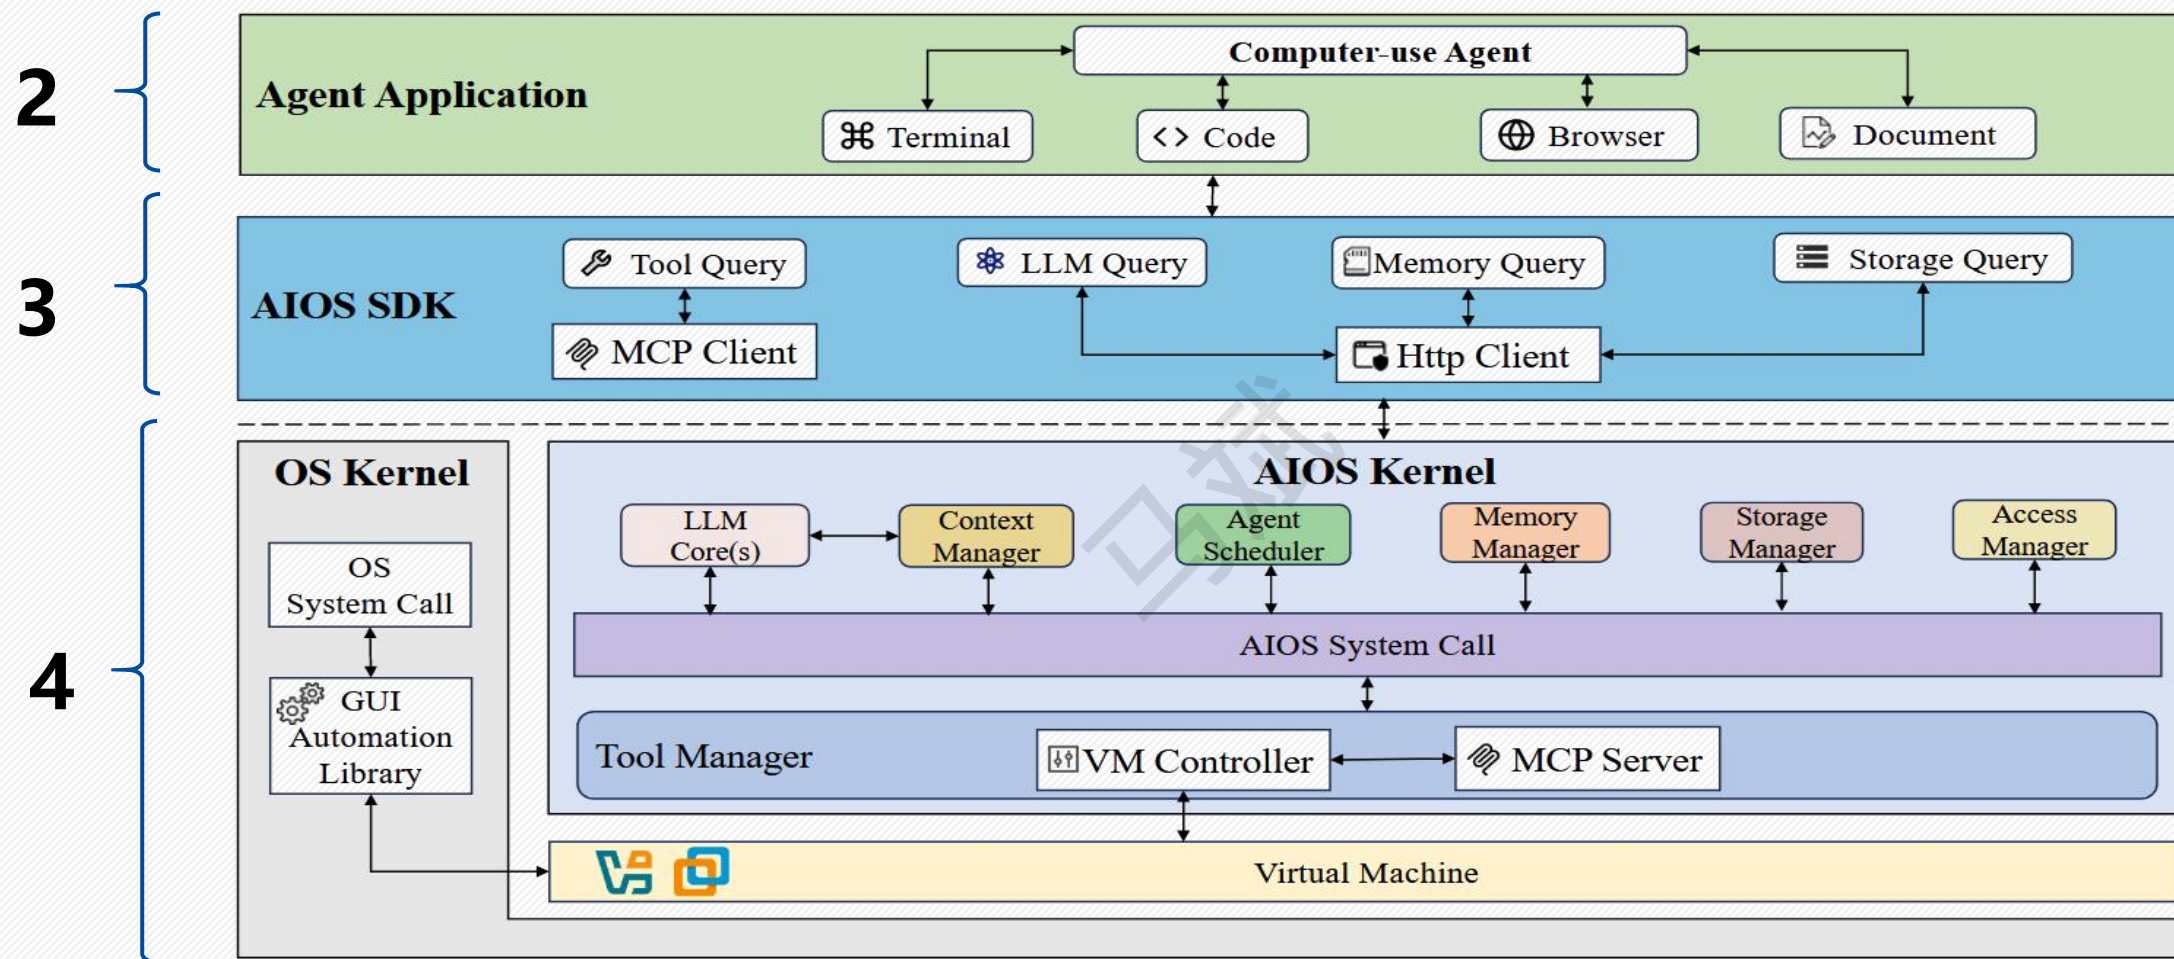 2
Agent Application
Computer-use Agent
Terminal
<> Code
Browser
Document
3
AIOS SDK
Tool Query
LLM Query
Memory Query
Storage Query
MCP Client
Http Client
4
OS Kernel
OS
System Call
GUI
Automation
Library
AIOS Kernel
LLM
Core(s)
Context
Manager
Agent
Scheduler
Memory
Manager
Storage
Manager
Access
Manager
AIOS System Call
Tool Manager
VM Controller
MCP Server
Virtual Machine
马斌